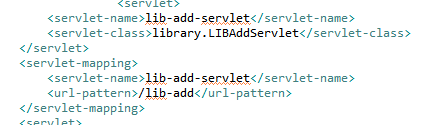 <servlet>
<servlet-name>lib-add-servlet</servlet-name>
<servlet-class>library.LIBAddServlet</servlet-class>
</servlet>
<servlet-mapping>
<servlet-name>lib-add-servlet</servlet-name>
<url-pattern>/lib-add</url-pattern>
</servlet-mapping>
<servlet>